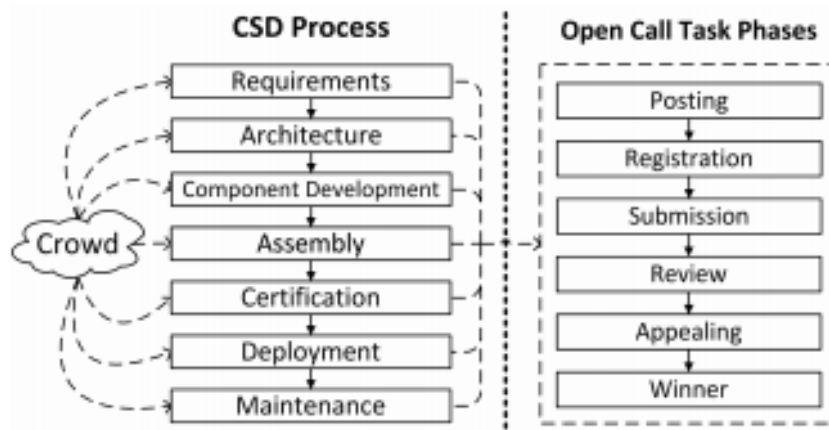 CSD Process
Requirements
Architecture
Component Development
Crowd
Assembly
Certification
Deployment
Maintenance
Open Call Task Phases
Posting
Registration
Submission
Review
Appealing
Winner